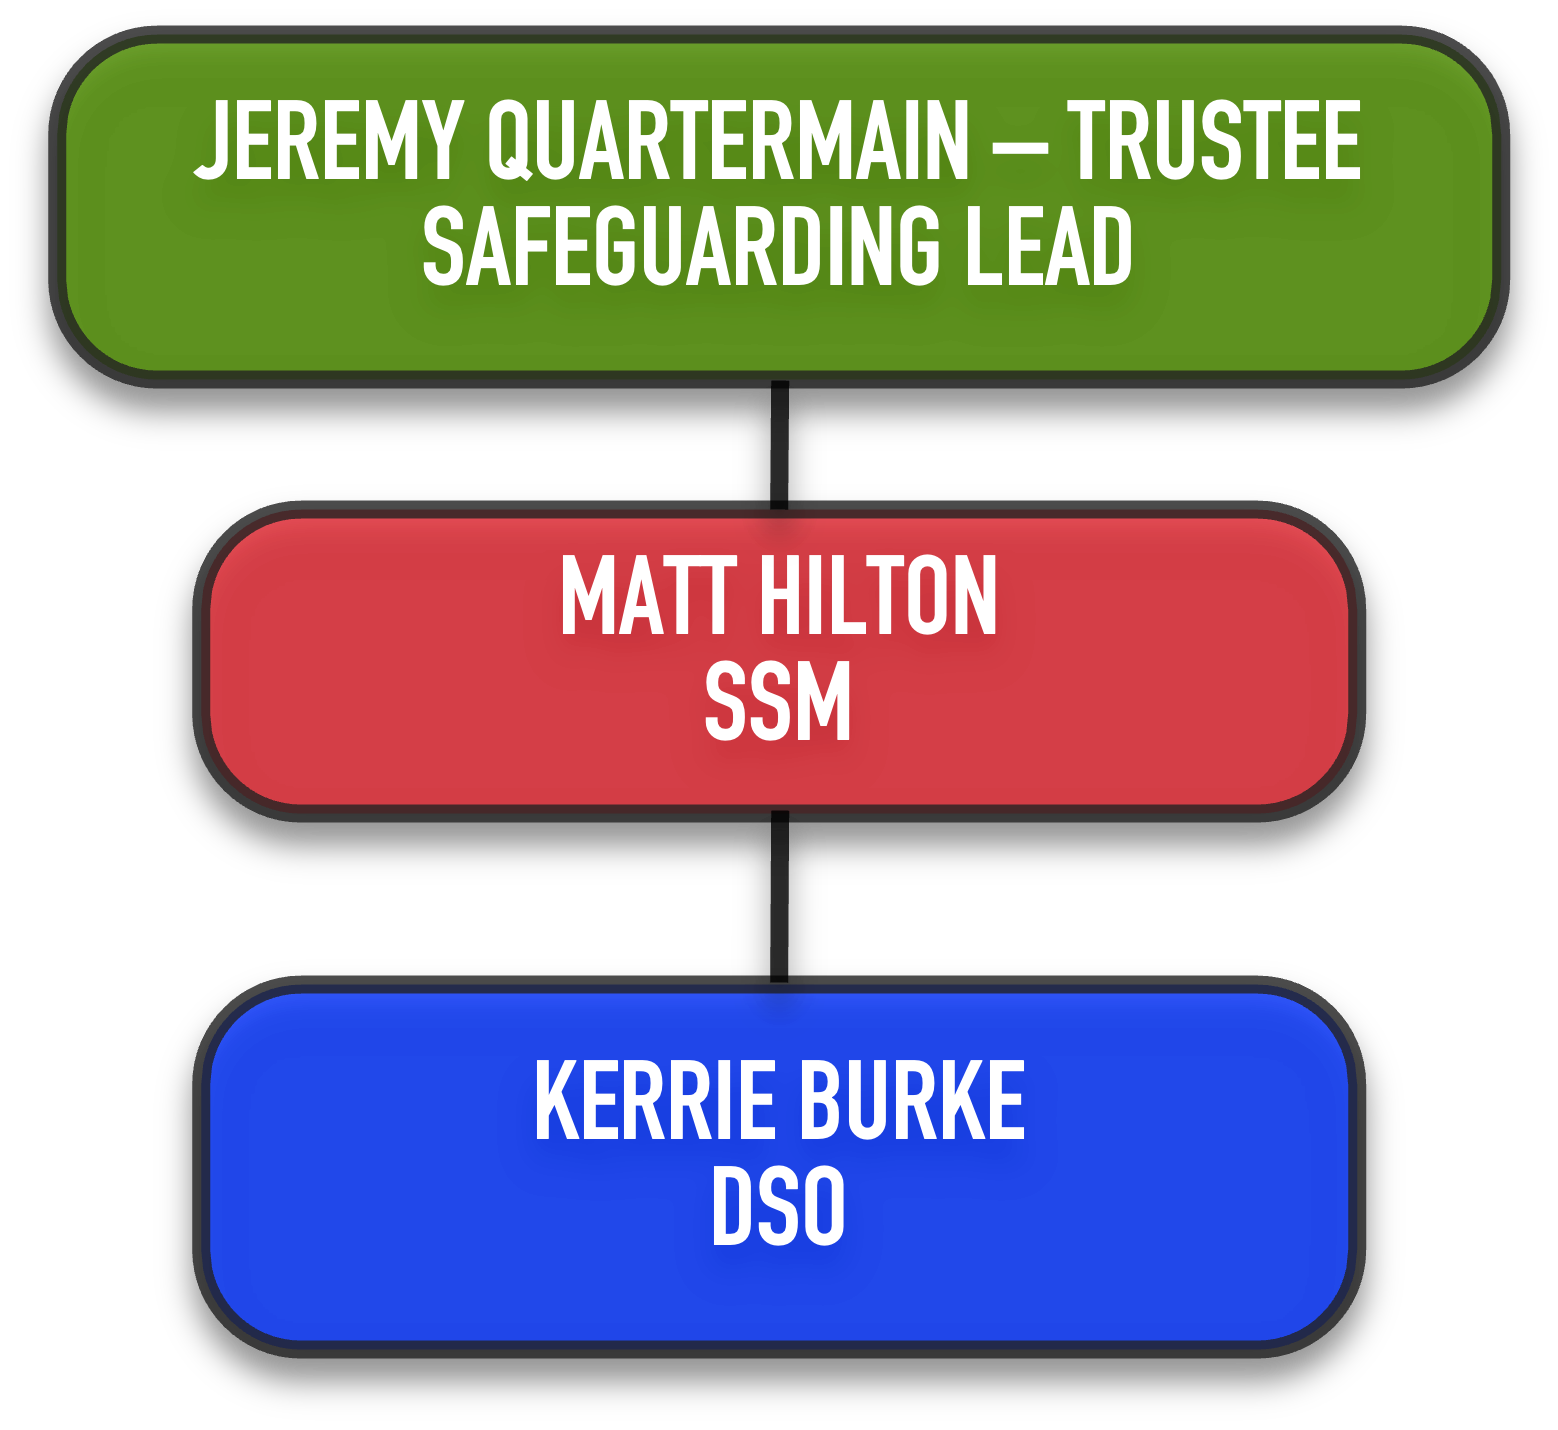 JEREMY QUARTERMAIN – TRUSTEE
SAFEGUARDING LEAD
MATT HILTON
SSM
KERRIE BURKE
DSO